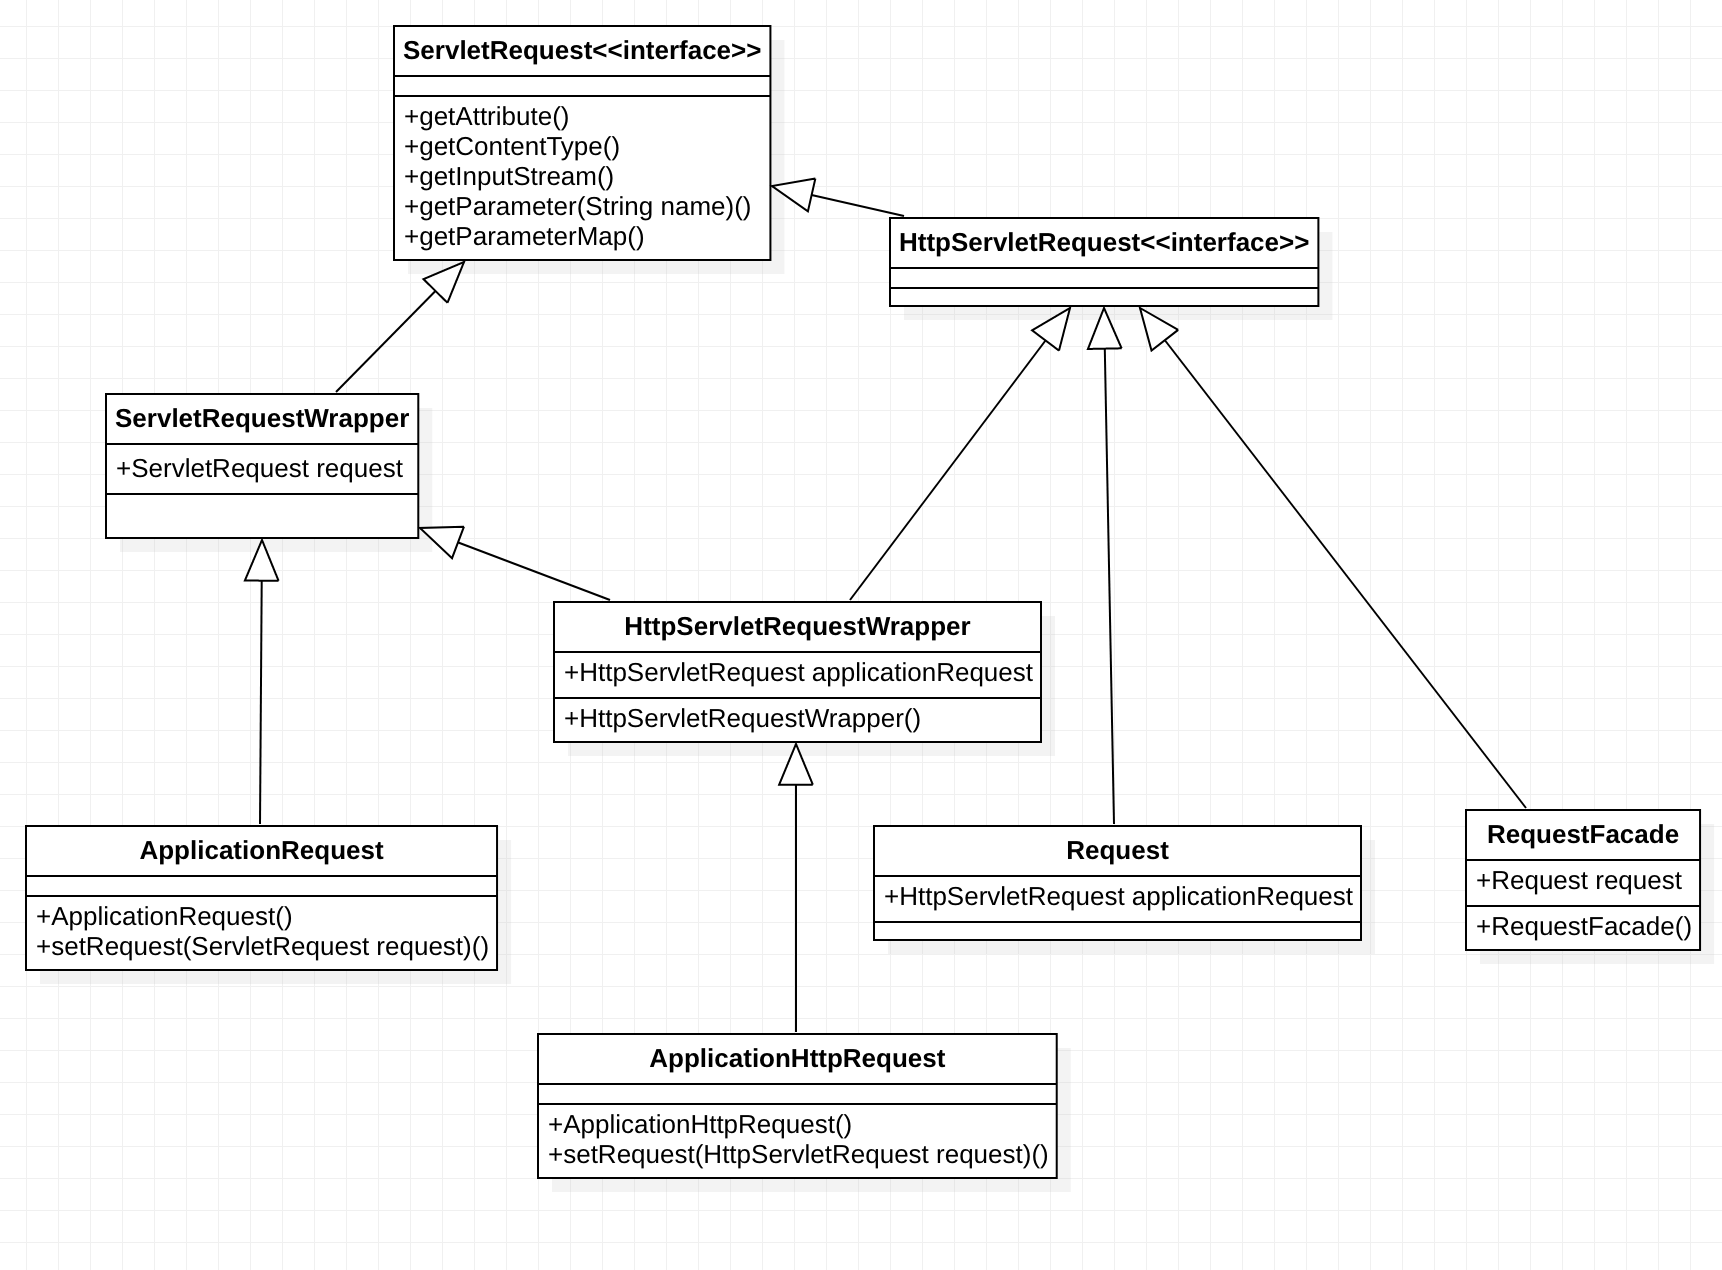 ServletRequest<<interface>>
+getAttribute()
+getContentType()
+getInputStream()
+getParameter(String name)()
+getParameterMap()
HttpServletRequest<<interface>>
ServletRequestWrapper
+ServletRequest request
HttpServletRequestWrapper
+HttpServletRequest applicationRequest
+HttpServletRequestWrapper()
ApplicationRequest
+ApplicationRequest()
+setRequest(ServletRequest request)()
Request
+HttpServletRequest applicationRequest
RequestFacade
+Request request
+RequestFacade()
ApplicationHttpRequest
+ApplicationHttpRequest()
+setRequest(HttpServletRequest request)()